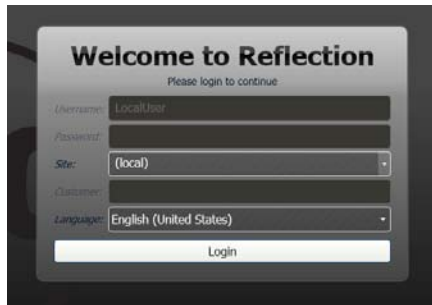 Welcome to Reflection
Please login to continue
Username: LocalUser
Password:
Site: (local)
Customer:
Language: English (United States)
Login